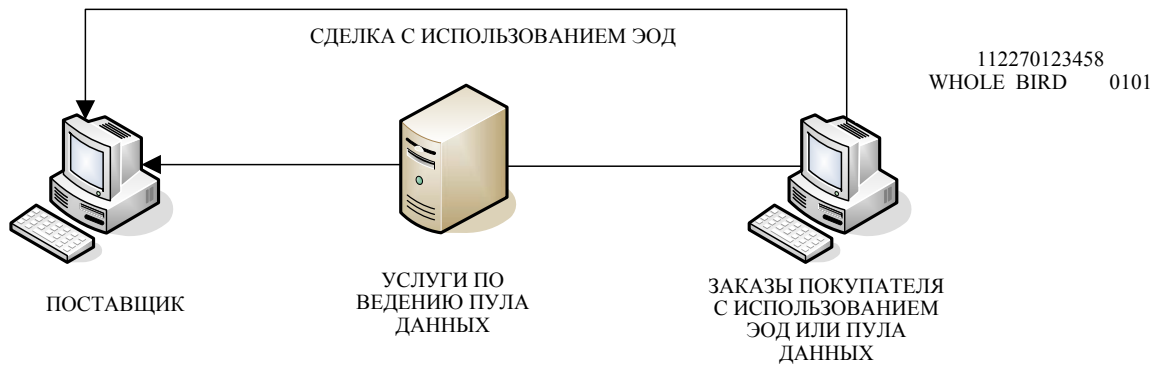 СДЕЛКА С ИСПОЛЬЗОВАНИЕМ ЭОД
112270123458
WHOLE BIRD 0101
ПОСТАВЩИК
УСЛУГИ ПО
ВЕДЕНИЮ ПУЛА
ДАННЫХ
ЗАКАЗЫ ПОКУПАТЕЛЯ
С ИСПОЛЬЗОВАНИЕМ
ЭОД ИЛИ ПУЛА
ДАННЫХ